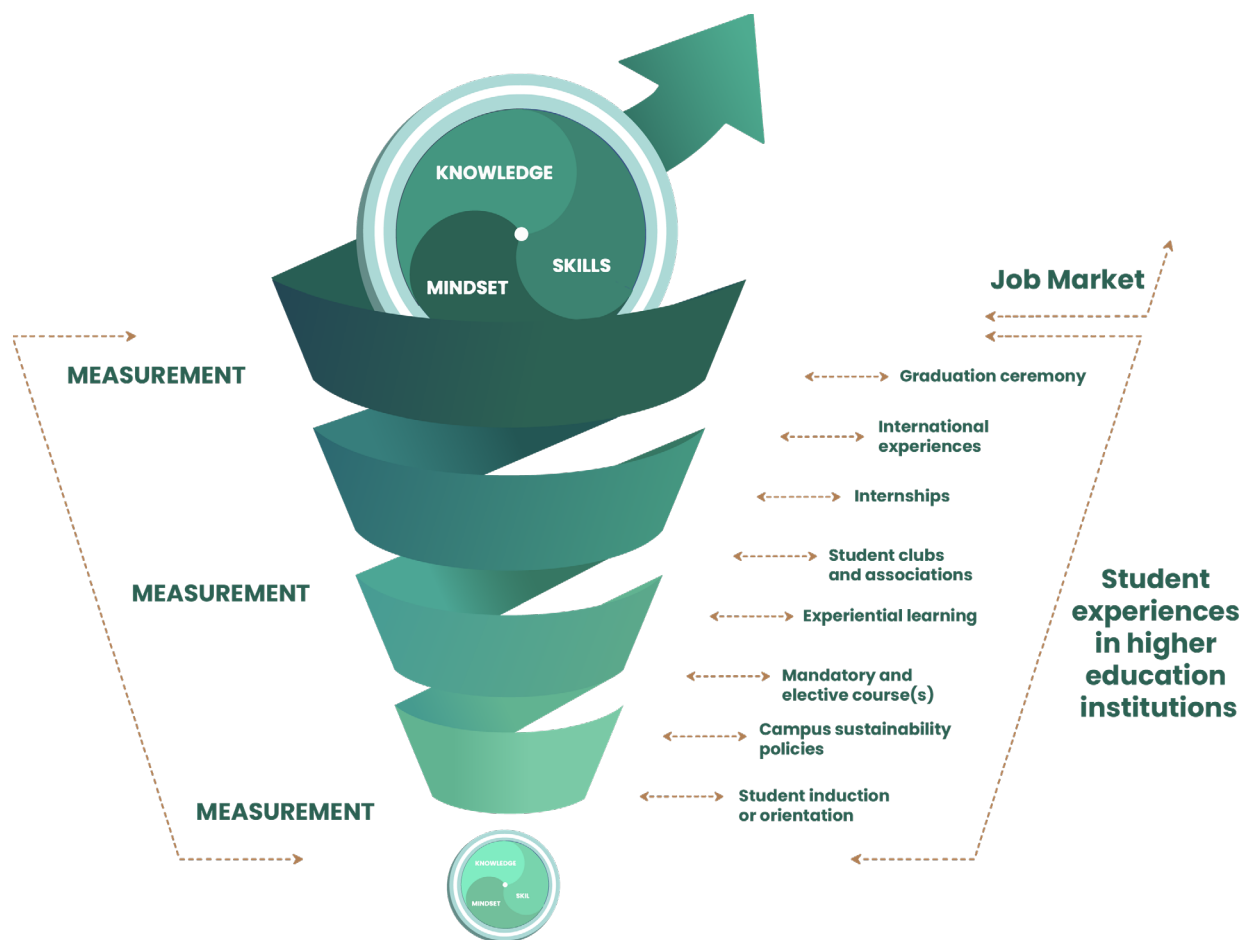 KNOWLEDGE
SKILLS
MINDSET
Job Market
MEASUREMENT
Graduation ceremony
International
experiences
Internships
Student clubs
and associations
MEASUREMENT
Experiential learning
Student
experiences
in higher
education
institutions
Mandatory and
elective course(s)
Campus sustainability
policies
MEASUREMENT
Student induction
or orientation
KNOWLEDGE
SKIL
MINDSET